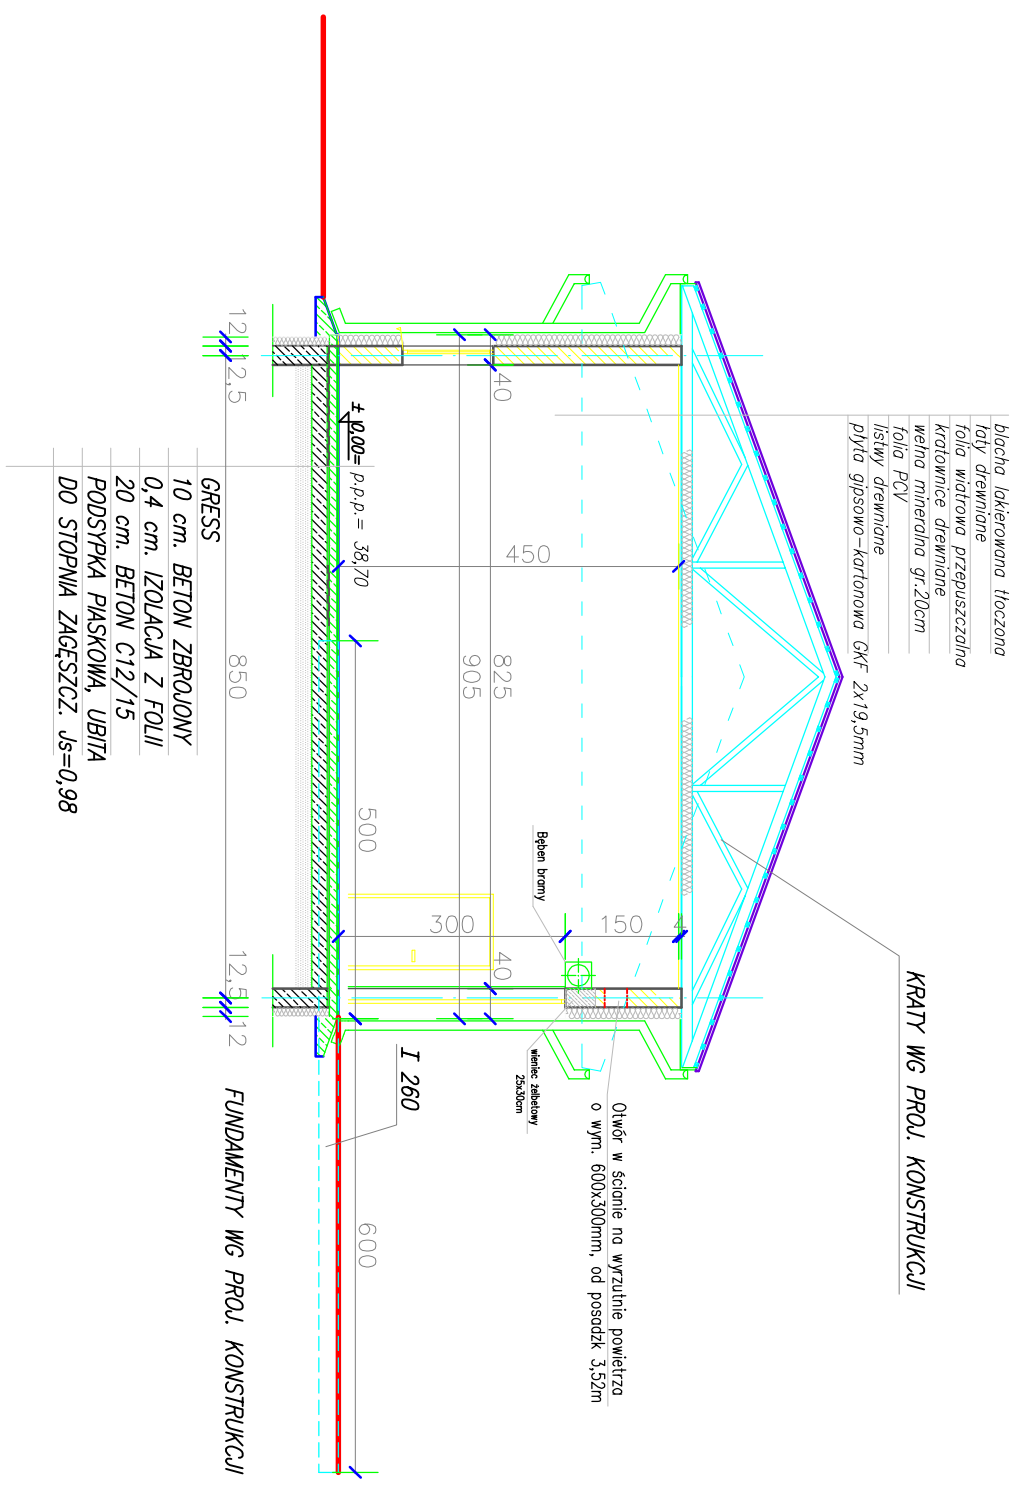 blacha lakierowana tłoczona
łaty drewniane
folia wiatrowa przepuszczalna
kratownice drewniane
wełna mineralna gr.20cm
folia PCV
listwy drewniane
płyta gipsowo-kartonowa GKF 2x19,5mm
KRATY WG PROJ. KONSTRUKCJI
Otwór w ścianie na wyrzutnie powietrza
o wym. 600x300mm, od posadzk 3,52m
Bęben bramy
wieniec żelbetowy
25x30cm
4
150
300
450
40
825
40
905
± 0,00= p.p.p.= 38,70
500
600
I 260
12
12,5
850
12,5
12
FUNDAMENTY WG PROJ. KONSTRUKCJI
GRESS
10 cm. BETON ZBROJONY
0,4 cm. IZOLACJA Z FOLII
20 cm. BETON C12/15
PODSYPKA PIASKOWA, UBITA
DO STOPNIA ZAGĘSZCZ. Js=0,98